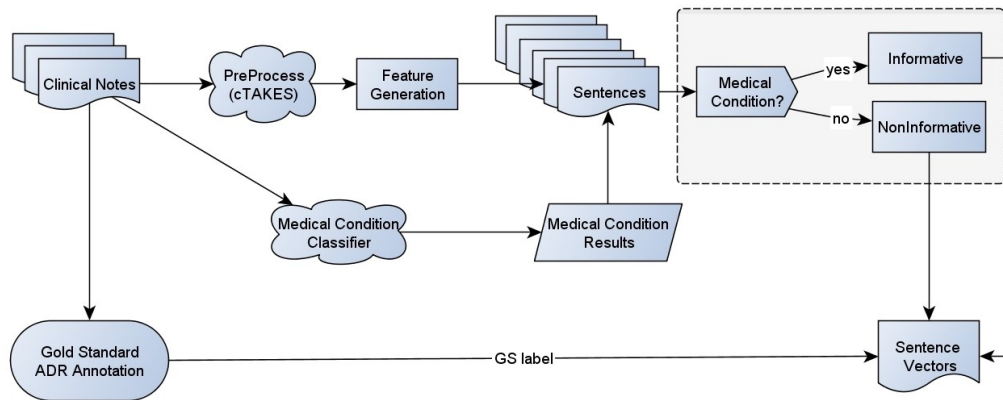 Clinical Notes
PreProcess
(cTAKES)
Feature
Generation
Sentences
Medical
Condition?
yes
Informative
no
NonInformative
Medical Condition
Classifier
Medical Condition
Results
Gold Standard
ADR Annotation
GS label
Sentence
Vectors